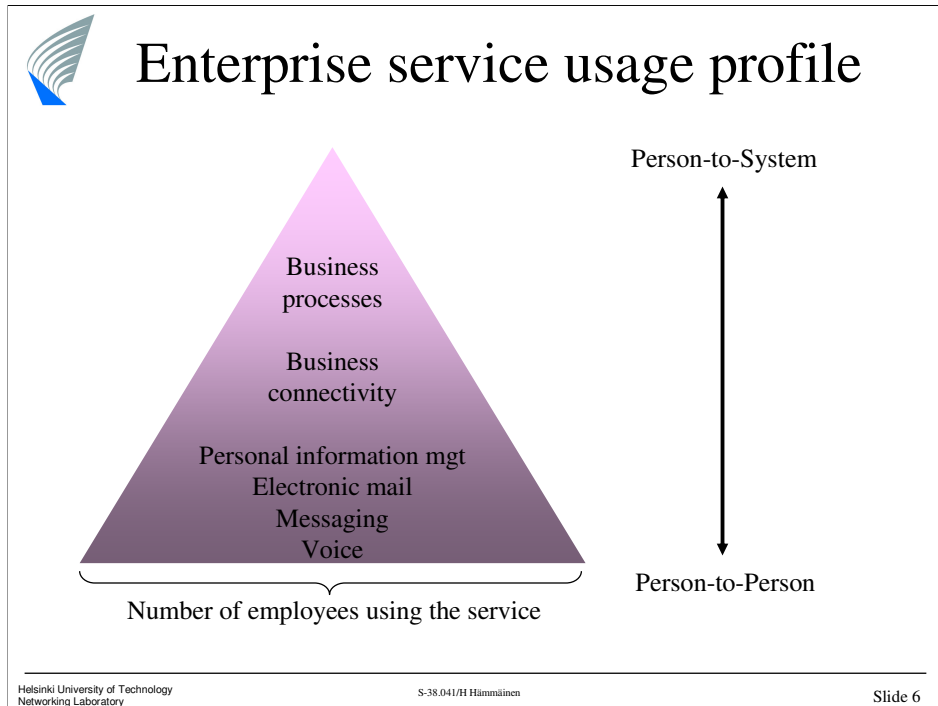 Enterprise service usage profile
Person-to-System
Business
processes
Business
connectivity
Personal information mgt
Electronic mail
Messaging
Voice
Person-to-Person
Number of employees using the service
Helsinki University of Technology
Networking Laboratory
S-38.041/H Hämmäinen
Slide 6